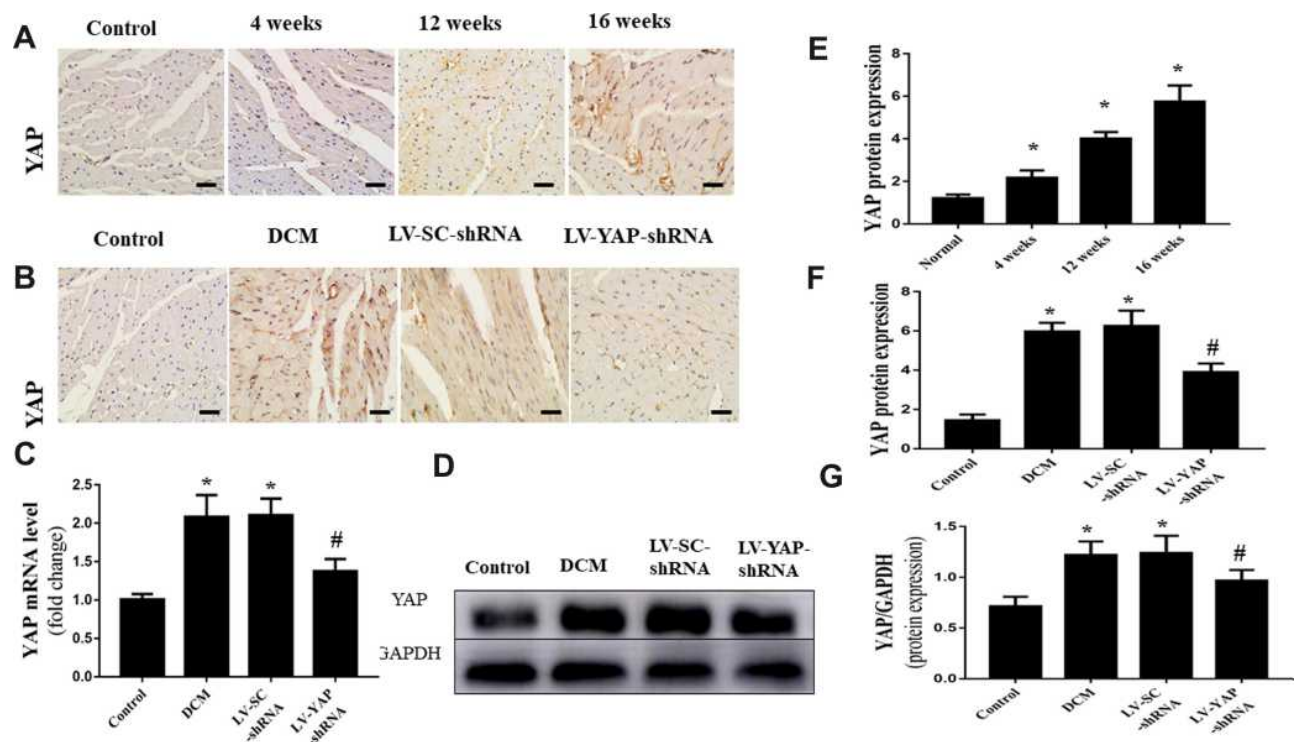 A
Control 4 weeks 12 weeks 16 weeks
YAP
B
Control DCM LV-SC-shRNA LV-YAP-shRNA
YAP
C
YAP mRNA level
(fold change)
2.5
2.0
1.5
1.0
0.5
0.0
* * #
Control
DCM
LV-SC
-shRNA
LV-YAP
-shRNA
D
Control DCM LV-SC-
shRNA LV-YAP-
shRNA
YAP
GAPDH
E
YAP protein expression
8
6
4
2
0
* * *
Normal
4 weeks
12 weeks
16 weeks
F
YAP protein expression
8
6
4
2
0
* * #
Control
DCM
LV-SC
-shRNA
LV-YAP
-shRNA
G
YAP/GAPDH
(protein expression)
1.5
1.0
0.5
0.0
* * #
Control
DCM
LV-SC
-shRNA
LV-YAP
-shRNA